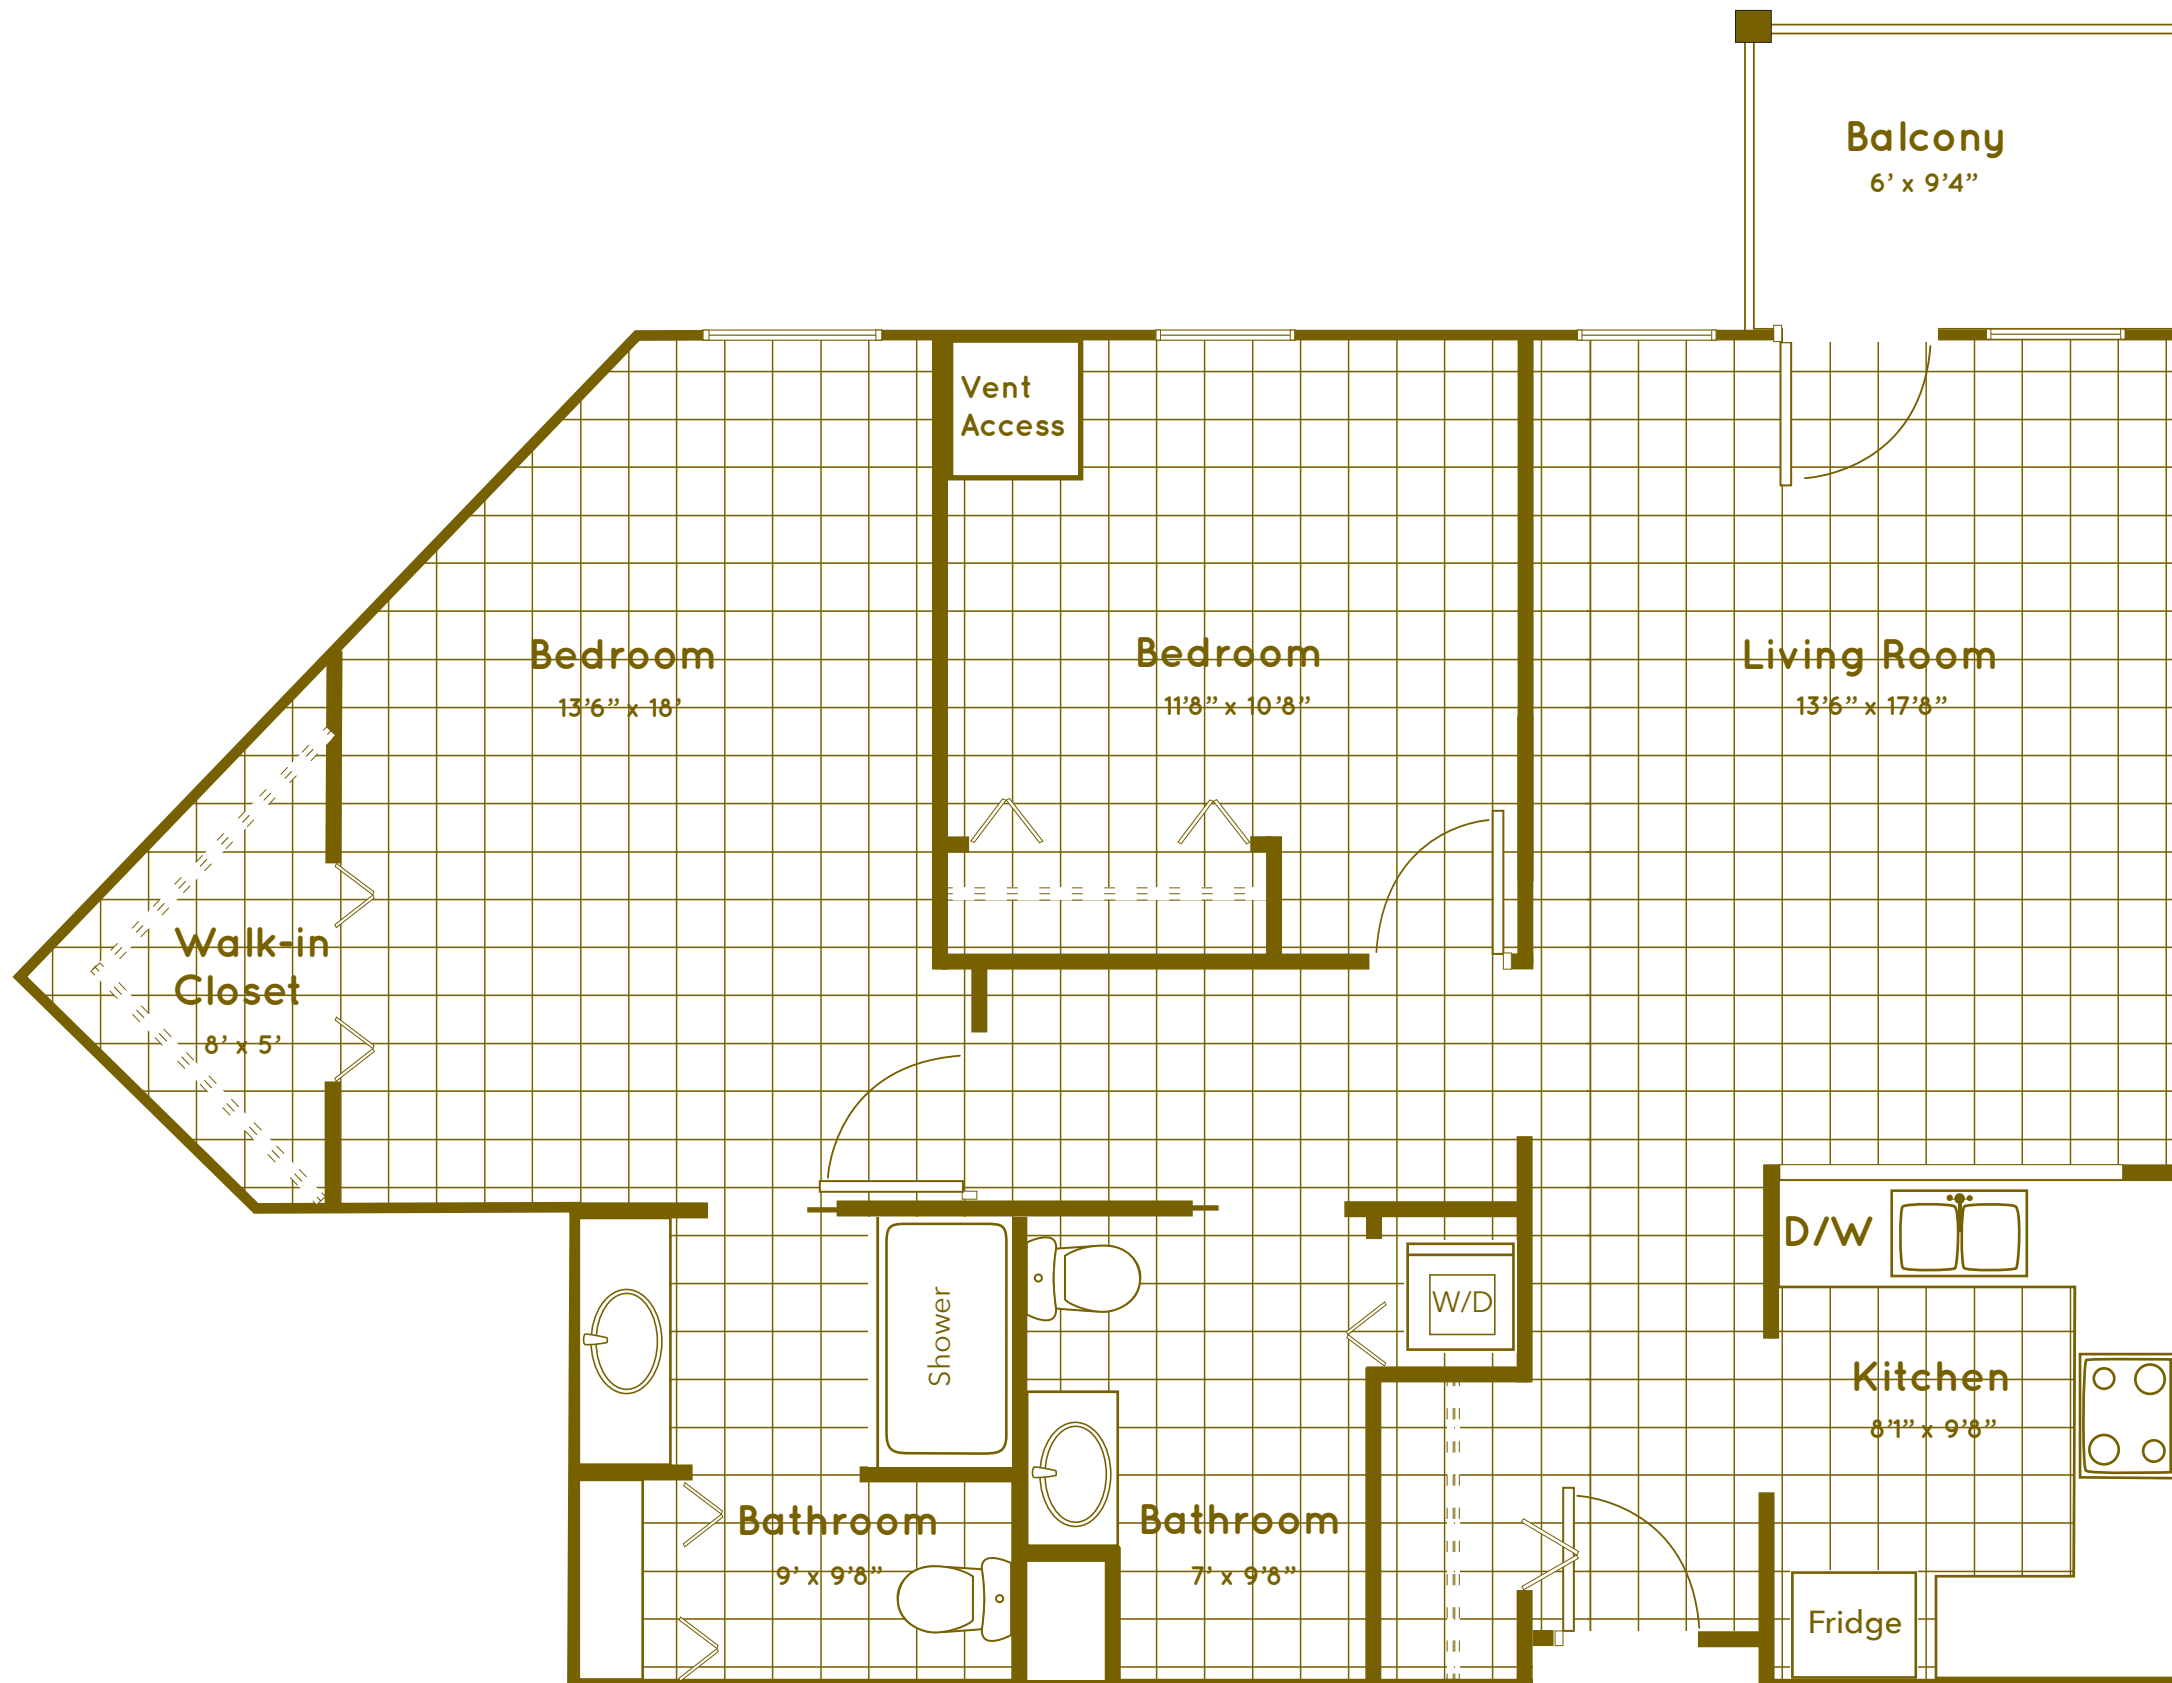 Balcony
6’ x 9’4”
Vent
Access
Bedroom
13’6” x 18’
Bedroom
11’8” x 10’8”
Living Room
13’6” x 17’8”
Walk-in
Closet
8’ x 5’
D/W
Shower
W/D
Kitchen
8’1” x 9’8”
Bathroom
9’ x 9’8”
Bathroom
7’ x 9’8”
Fridge